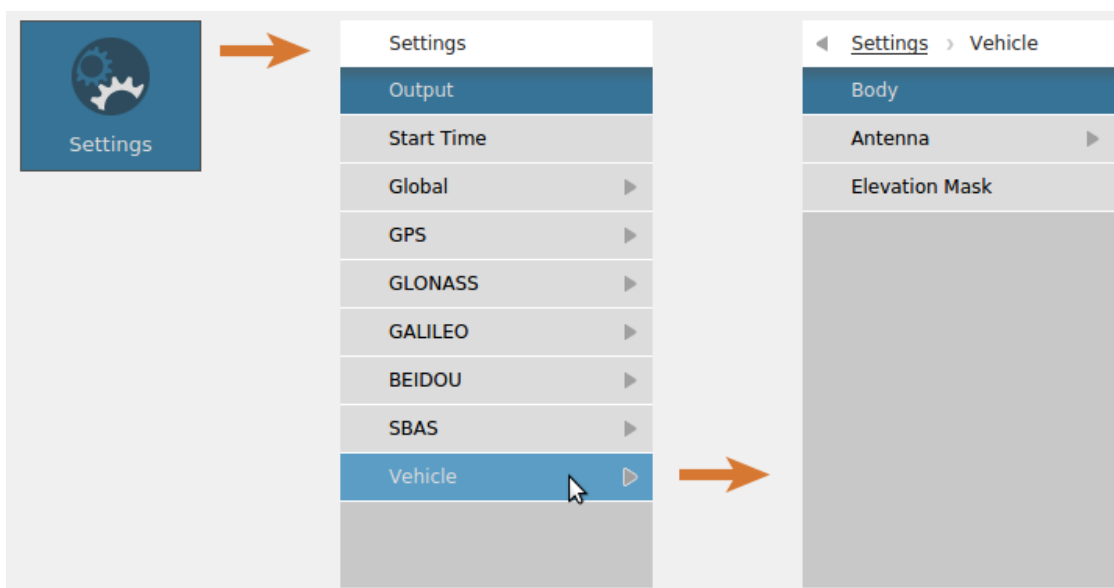 Settings
Settings
Output
Start Time
Global
GPS
GLONASS
GALILEO
BEIDOU
SBAS
Vehicle
Settings › Vehicle
Body
Antenna
Elevation Mask